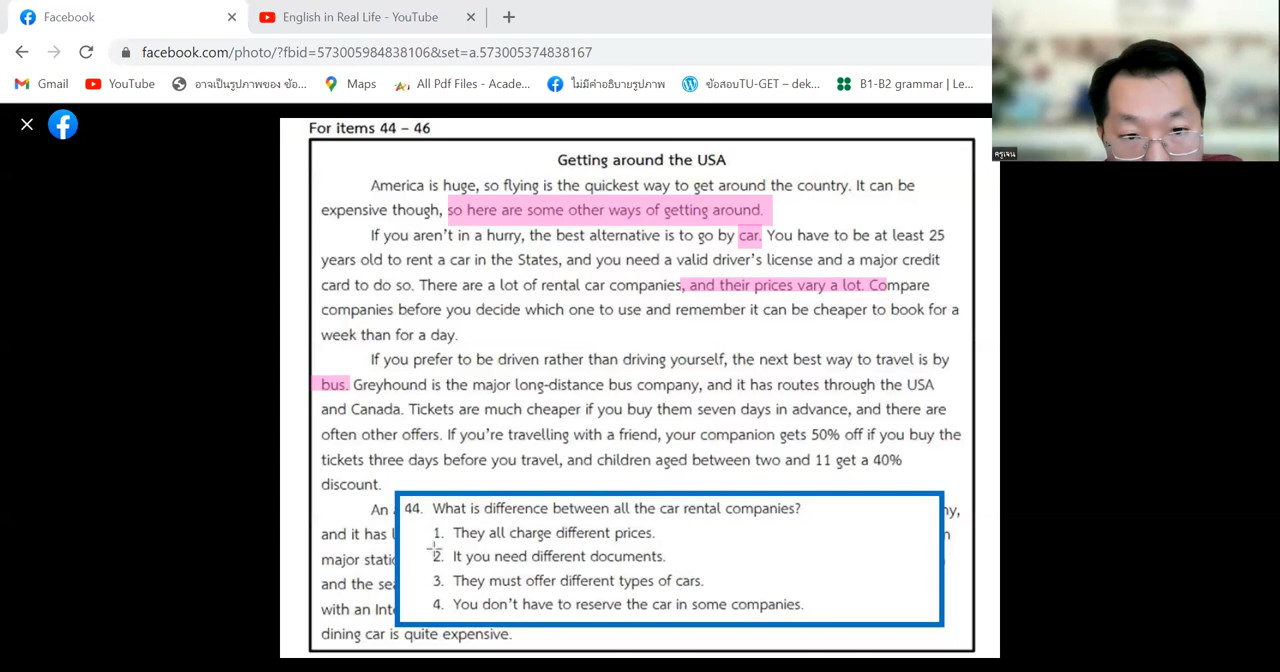 Facebook
English in Real Life - YouTube
facebook.com/photo/?fbid=573005984838106&set=a.573005374838167
Gmail YouTube อาจเป็นรูปภาพของ ข้อ... Maps All Pdf Files - Acade... ไม่มีคำอธิบายรูปภาพ ข้อสอบTU-GET – dek... B1-B2 grammar | Le...
ครูเจน
For items 44 – 46
Getting around the USA
America is huge, so flying is the quickest way to get around the country. It can be
expensive though, so here are some other ways of getting around.
If you aren't in a hurry, the best alternative is to go by car. You have to be at least 25
years old to rent a car in the States, and you need a valid driver's license and a major credit
card to do so. There are a lot of rental car companies, and their prices vary a lot. Compare
companies before you decide which one to use and remember it can be cheaper to book for a
week than for a day.
If you prefer to be driven rather than driving yourself, the next best way to travel is by
bus. Greyhound is the major long-distance bus company, and it has routes through the USA
and Canada. Tickets are much cheaper if you buy them seven days in advance, and there are
often other offers. If you're travelling with a friend, your companion gets 50% off if you buy the
tickets three days before you travel, and children aged between two and 11 get a 40%
discount.
An
and it has
major
and the
with an
dining car is quite expensive.
44. What is difference between all the car rental companies?
1. They all charge different prices.
2. It you need different documents.
3. They must offer different types of cars.
4. You don't have to reserve the car in some companies.